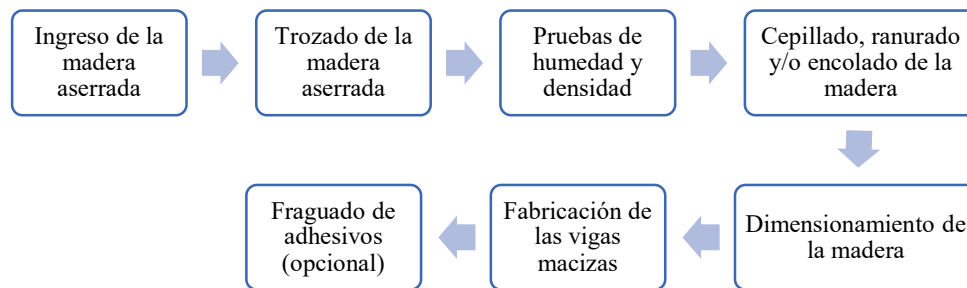 Ingreso de la
madera
aserrada
Trozado de la
madera
aserrada
Pruebas de
humedad y
densidad
Cepillado, ranurado
y/o encolado de la
madera
Dimensionamiento de
la madera
Fabricación de
las vigas
macizas
Fraguado de
adhesivos
(opcional)